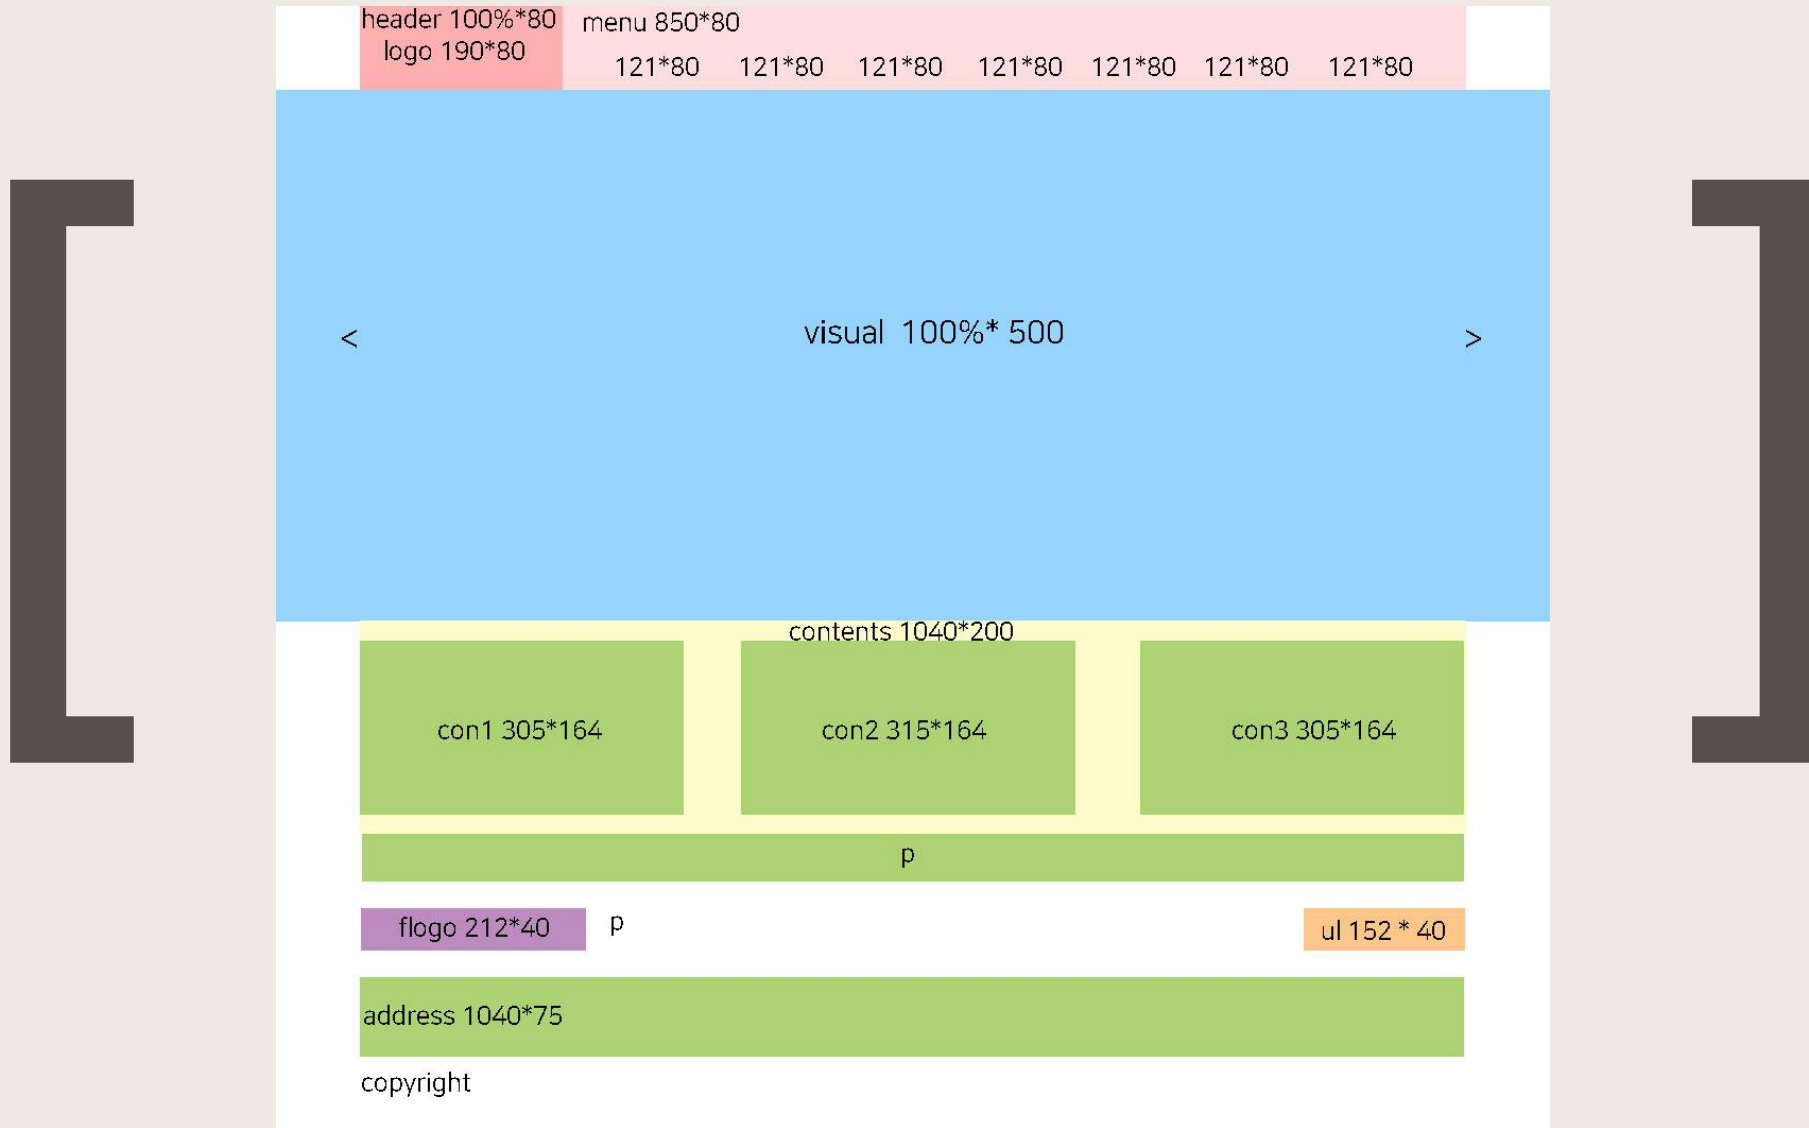 header 100%*80
logo 190*80
menu 850*80
121*80 121*80 121*80 121*80 121*80 121*80 121*80
< visual 100%* 500 >
contents 1040*200
con1 305*164 con2 315*164 con3 305*164
p
flogo 212*40 p ul 152 * 40
address 1040*75
copyright